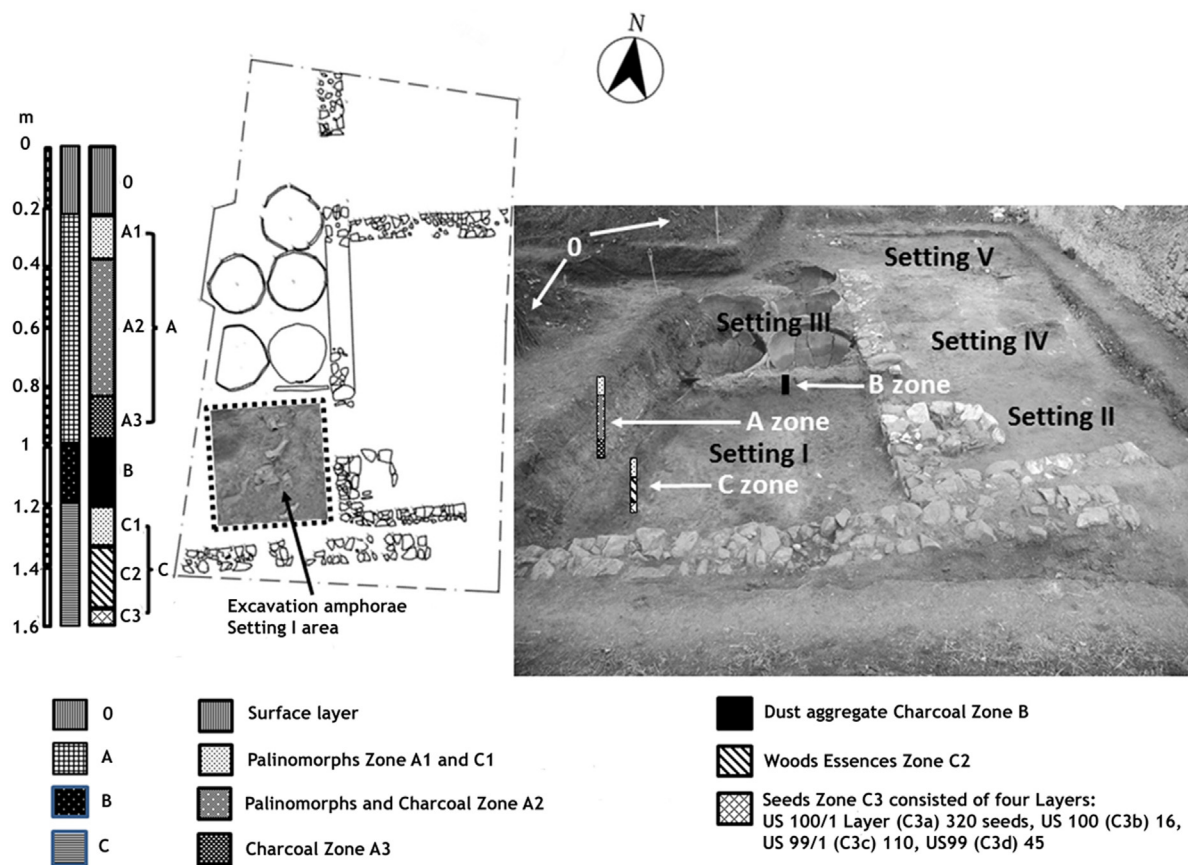 N
m
0
0.2
0.4
0.6
0.8
1
1.2
1.4
1.6
0
A1
A2
A
A3
B
C1
C2
C
C3
Excavation amphorae
Setting I area
0
Setting V
Setting III
Setting IV
B zone
A zone
Setting II
Setting I
C zone
0
A
B
C
Surface layer
Palinomorphs Zone A1 and C1
Palinomorphs and Charcoal Zone A2
Charcoal Zone A3
Dust aggregate Charcoal Zone B
Woods Essences Zone C2
Seeds Zone C3 consisted of four Layers:
US 100/1 Layer (C3a) 320 seeds, US 100 (C3b) 16,
US 99/1 (C3c) 110, US99 (C3d) 45